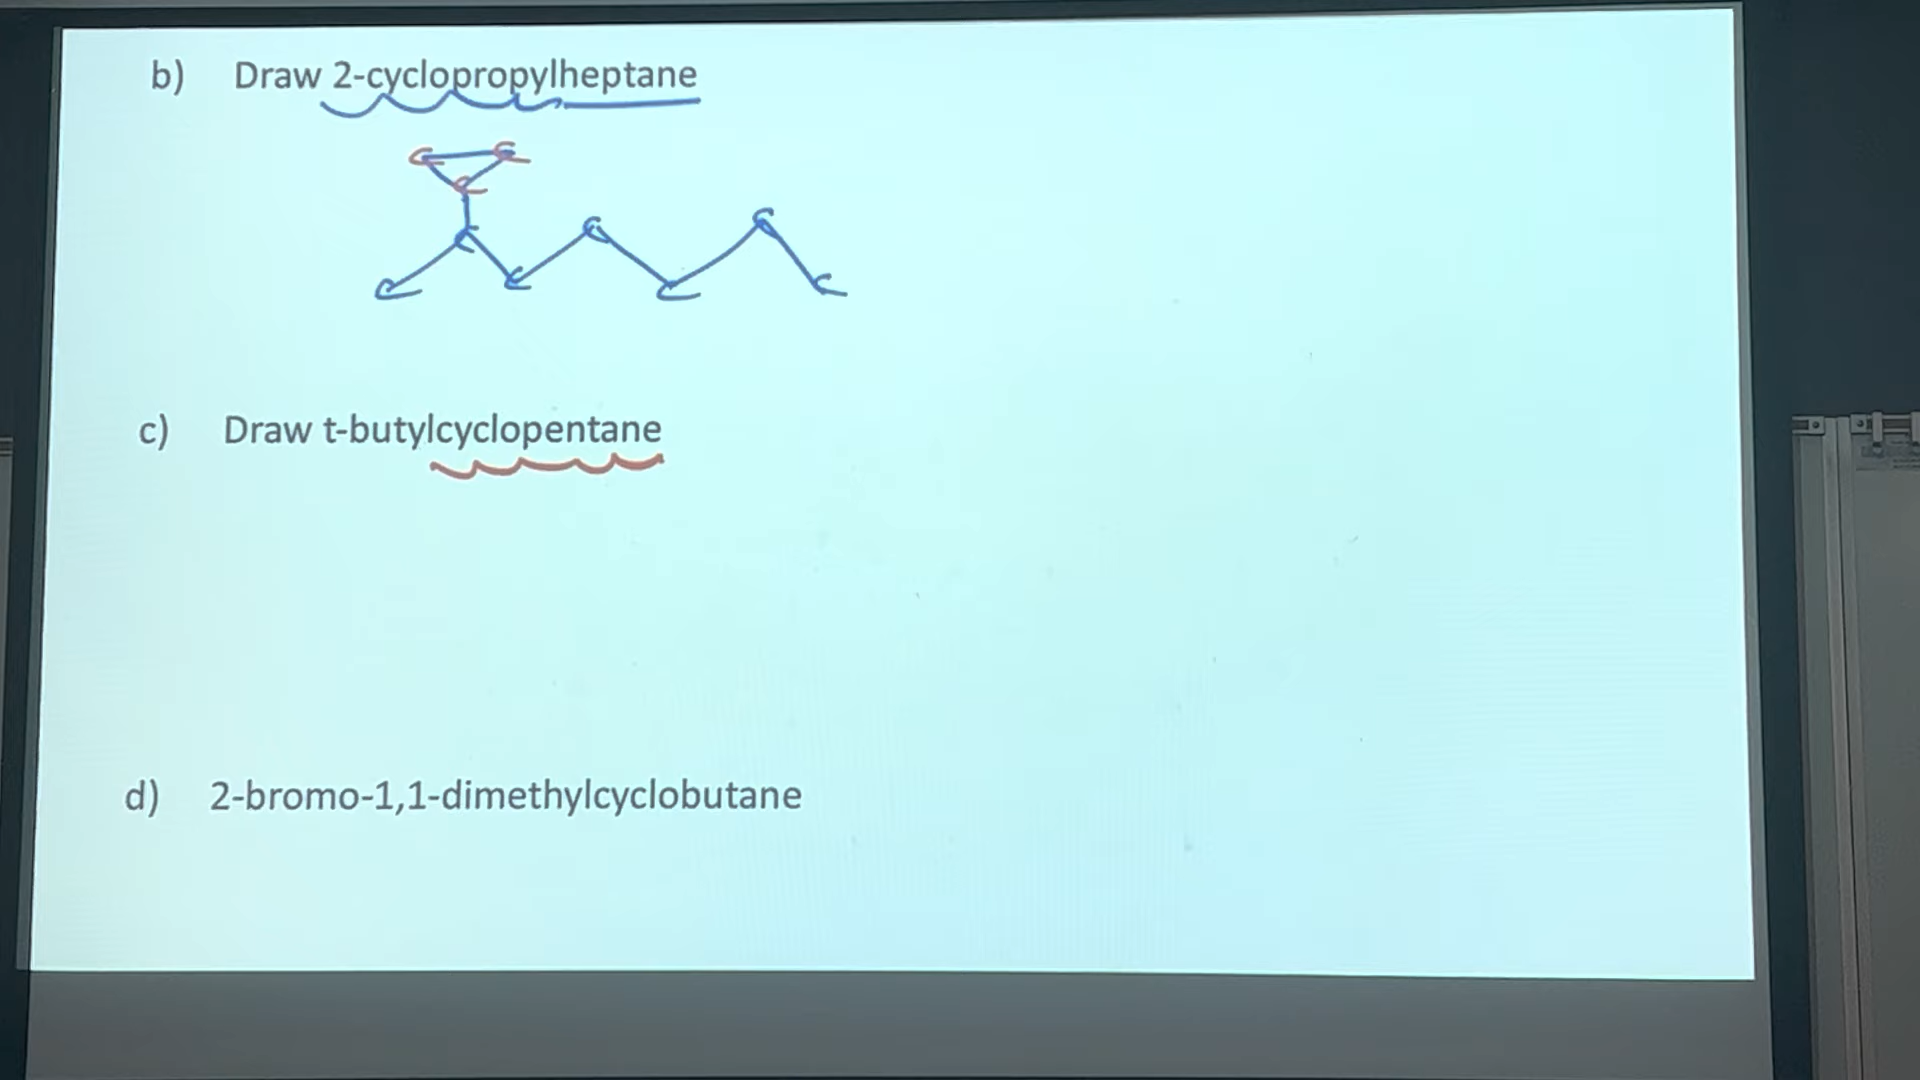 b) Draw 2-cyclopropylheptane
C C
C
C C C
C C C C
c) Draw t-butylcyclopentane
d) 2-bromo-1,1-dimethylcyclobutane